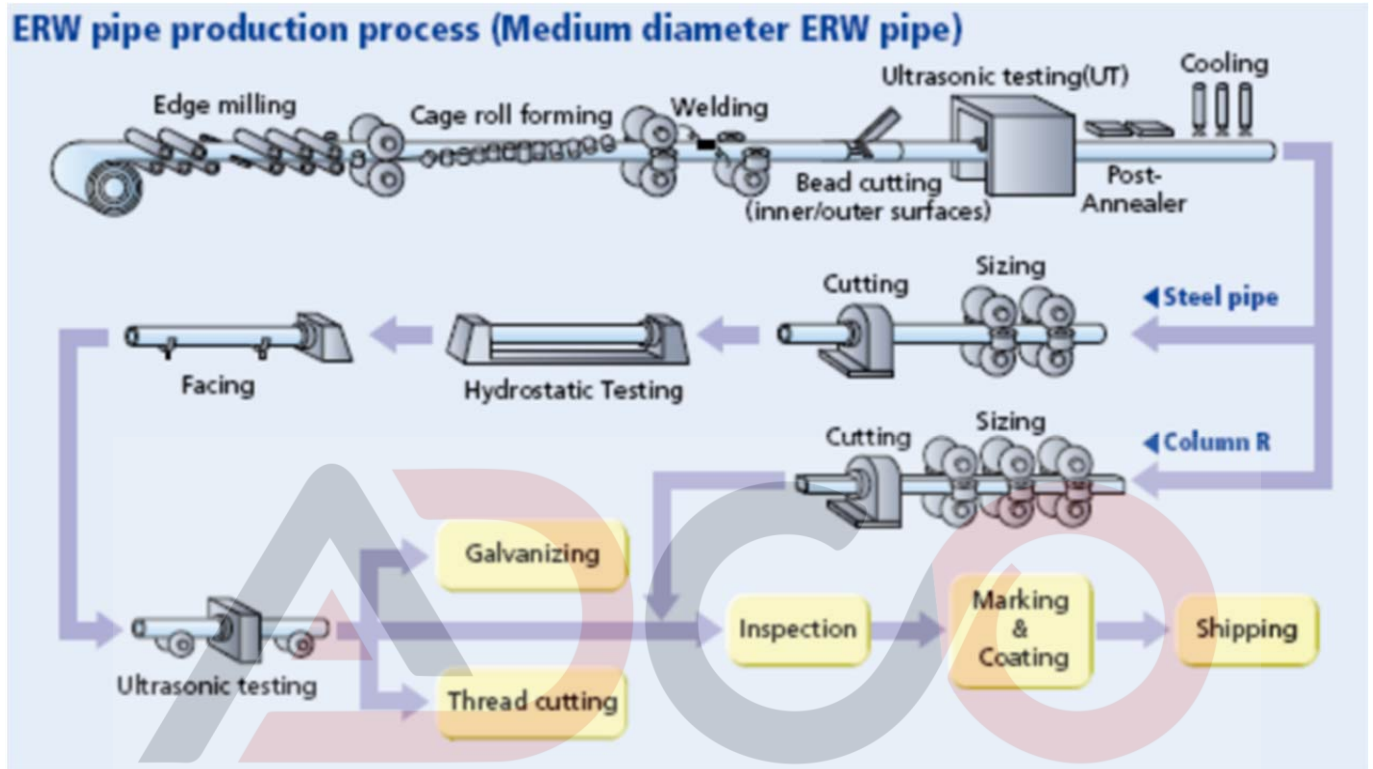 ERW pipe production process (Medium diameter ERW pipe)
Edge milling
Cage roll forming
Welding
Bead cutting
(inner/outer surfaces)
Ultrasonic testing(UT)
Post-
Annealer
Cooling
Steel pipe
Sizing
Cutting
Hydrostatic Testing
Facing
Column R
Sizing
Cutting
Ultrasonic testing
Galvanizing
Thread cutting
Inspection
Marking
&
Coating
Shipping
ADCO